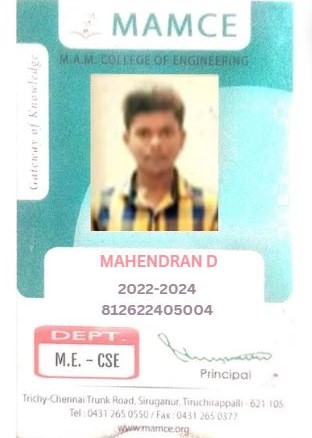 MAMCE
M.A.M. COLLEGE OF ENGINEERING
Gateway of Knowledge
MAHENDRAN D
2022-2024
812622405004
DEPT.
M.E. - CSE
Principal
Trichy-Chennai Trunk Road, Siruganur, Tiruchirappalli - 621 105.
Tel : 0431 265 0550 / Fax : 0431 265 0377
www.mamce.org